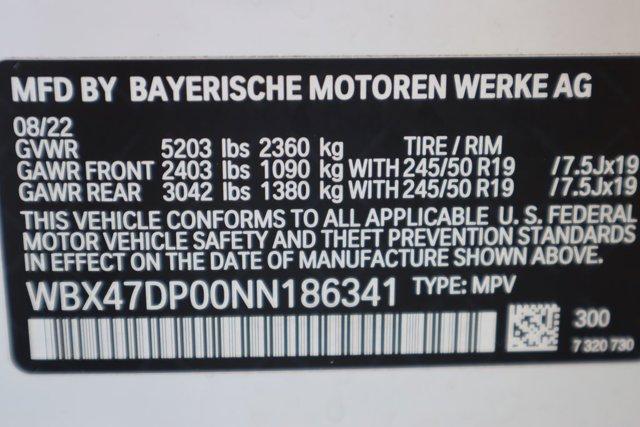 MFD BY BAYERISCHE MOTOREN WERKE AG
08/22
GVWR 5203 lbs 2360 kg TIRE / RIM
GAWR FRONT 2403 lbs 1090 kg WITH 245/50 R19 /7.5Jx19
GAWR REAR 3042 lbs 1380 kg WITH 245/50 R19 /7.5Jx19
THIS VEHICLE CONFORMS TO ALL APPLICABLE U. S. FEDERAL
MOTOR VEHICLE SAFETY AND THEFT PREVENTION STANDARDS
IN EFFECT ON THE DATE OF MANUFACTURE SHOWN ABOVE.
WBX47DP00NN186341 TYPE: MPV
300
7 320 730